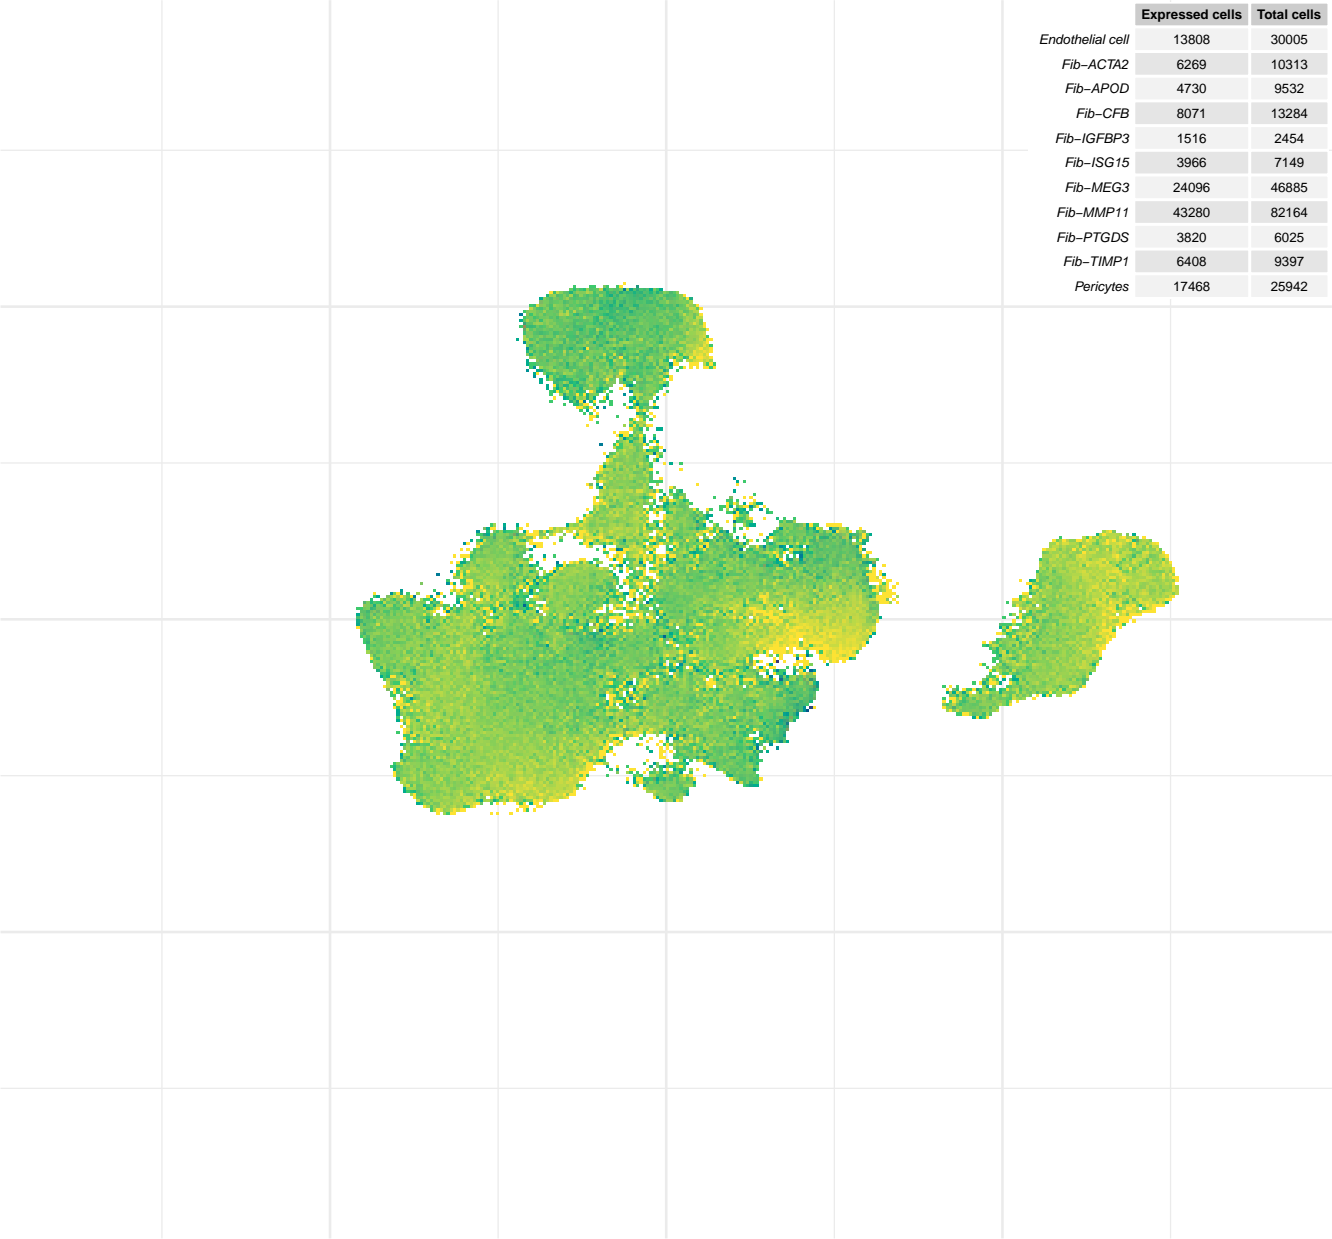 Expressed cells Total cells
Endothelial cell 13808 30005
Fib−ACTA2 6269 10313
Fib−APOD 4730 9532
Fib−CFB 8071 13284
Fib−IGFBP3 1516 2454
Fib−ISG15 3966 7149
Fib−MEG3 24096 46885
Fib−MMP11 43280 82164
Fib−PTGDS 3820 6025
Fib−TIMP1 6408 9397
Pericytes 17468 25942